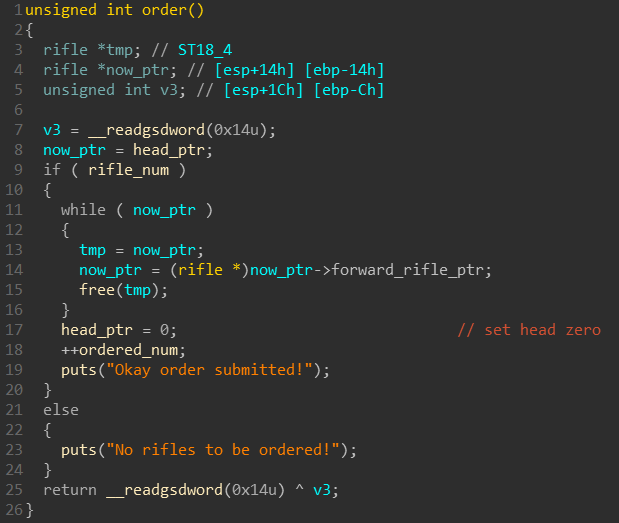 1 unsigned int order()
2 {
3   rifle *tmp; // ST18_4
4   rifle *now_ptr; // [esp+14h] [ebp-14h]
5   unsigned int v3; // [esp+1Ch] [ebp-Ch]
6
7   v3 = __readgsdword(0x14u);
8   now_ptr = head_ptr;
9   if ( rifle_num )
10   {
11     while ( now_ptr )
12     {
13       tmp = now_ptr;
14       now_ptr = (rifle *)now_ptr->forward_rifle_ptr;
15       free(tmp);
16     }
17     head_ptr = 0;                               // set head zero
18     ++ordered_num;
19     puts("Okay order submitted!");
20   }
21   else
22   {
23     puts("No rifles to be ordered!");
24   }
25   return __readgsdword(0x14u) ^ v3;
26 }